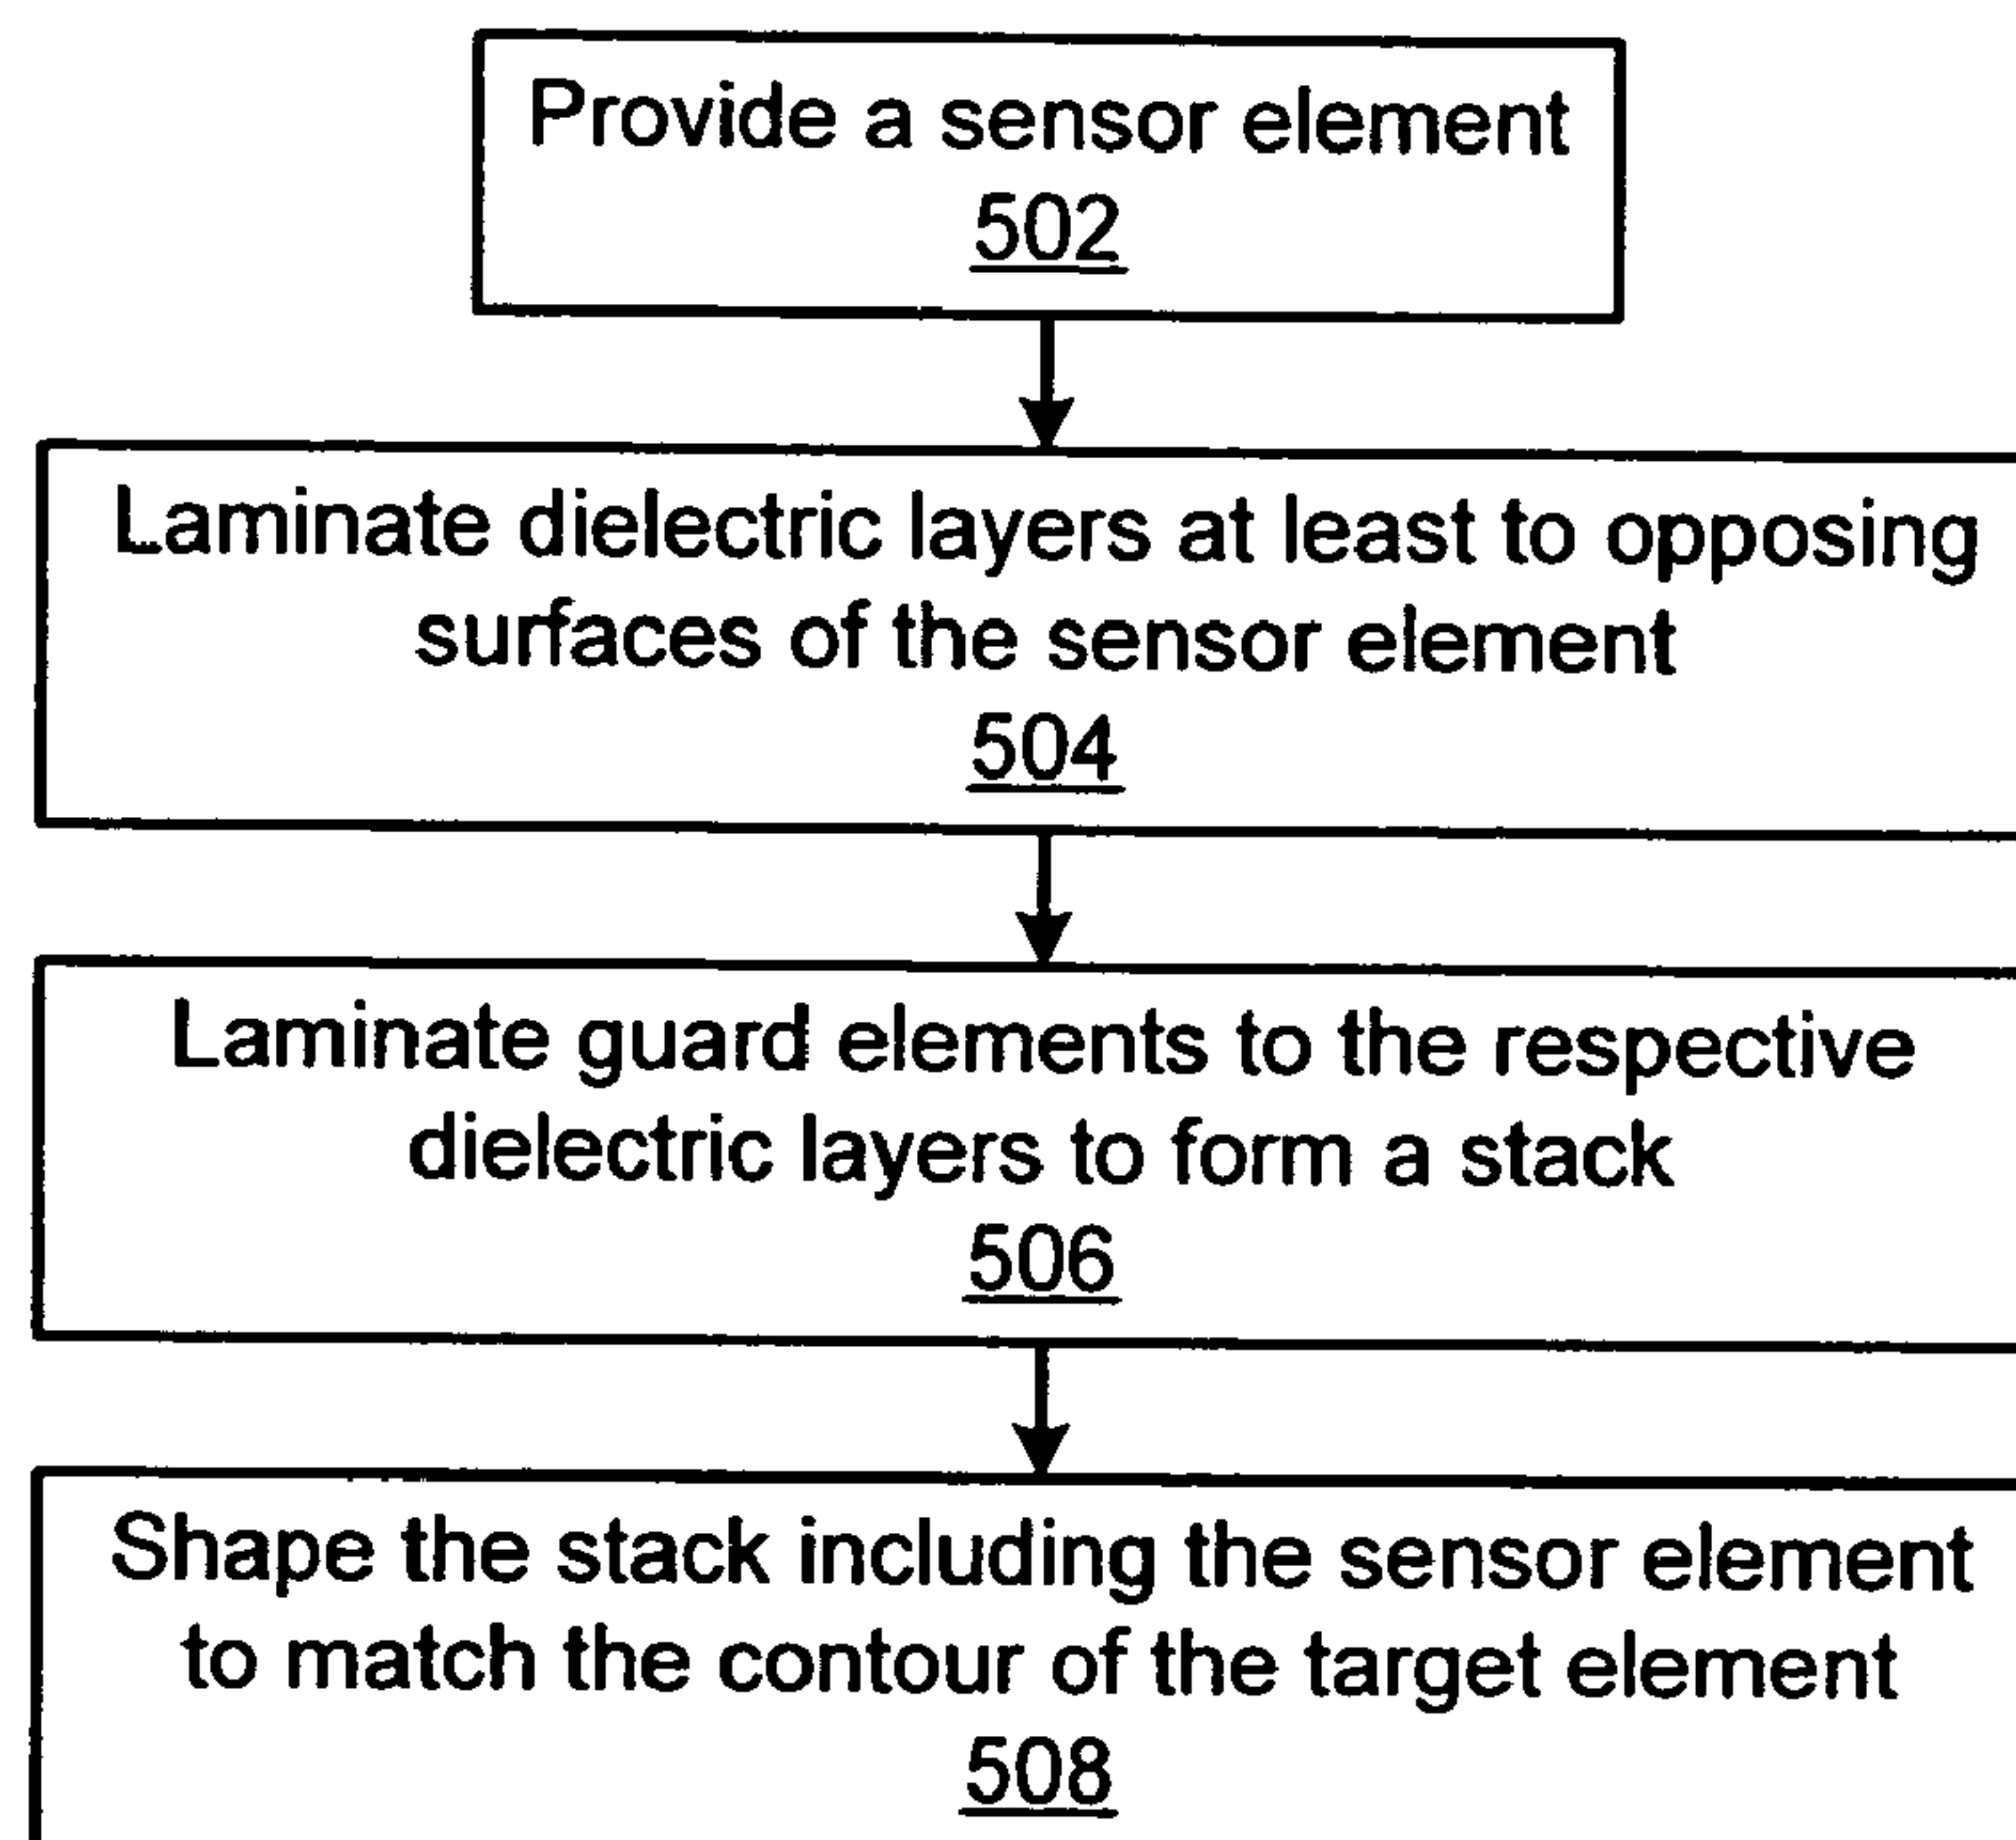 Provide a sensor element
502
Laminate dielectric layers at least to opposing
surfaces of the sensor element
504
Laminate guard elements to the respective
dielectric layers to form a stack
506
Shape the stack including the sensor element
to match the contour of the target element
508